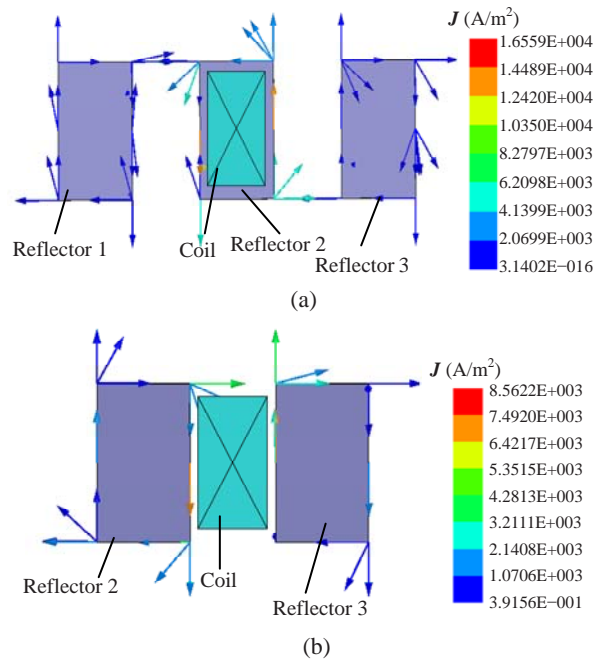 J (A/m²)
1.6559E+004
1.4489E+004
1.2420E+004
1.0350E+004
8.2797E+003
6.2098E+003
4.1399E+003
2.0699E+003
3.1402E-016
Reflector 1
Coil
Reflector 2
Reflector 3
(a)
J (A/m²)
8.5622E+003
7.4920E+003
6.4217E+003
5.3515E+003
4.2813E+003
3.2111E+003
2.1408E+003
1.0706E+003
3.9156E−001
Reflector 2
Coil
Reflector 3
(b)